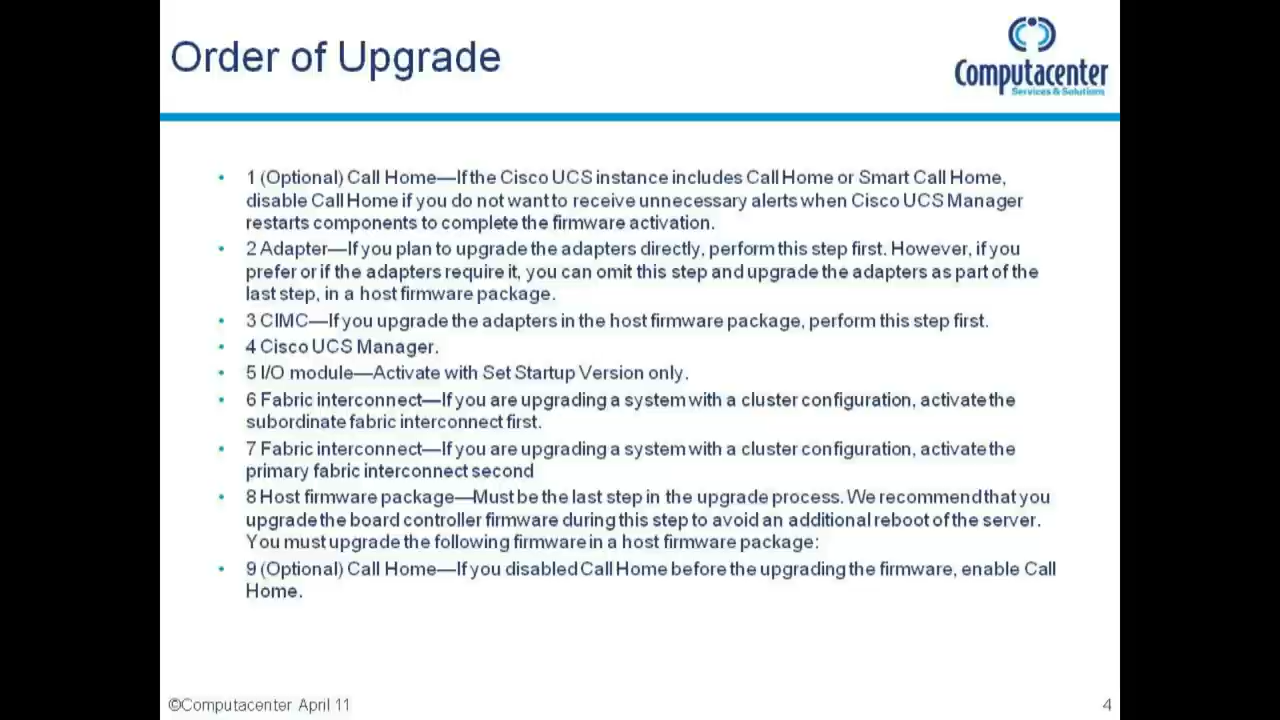 Order of Upgrade
Computacenter
Services & Solutions
• 1 (Optional) Call Home—If the Cisco UCS instance includes Call Home or Smart Call Home,
disable Call Home if you do not want to receive unnecessary alerts when Cisco UCS Manager
restarts components to complete the firmware activation.
• 2 Adapter—If you plan to upgrade the adapters directly, perform this step first. However, if you
prefer or if the adapters require it, you can omit this step and upgrade the adapters as part of the
last step, in a host firmware package.
• 3 CIMC—If you upgrade the adapters in the host firmware package, perform this step first.
• 4 Cisco UCS Manager.
• 5 I/O module—Activate with Set Startup Version only.
• 6 Fabric interconnect—If you are upgrading a system with a cluster configuration, activate the
subordinate fabric interconnect first.
• 7 Fabric interconnect—If you are upgrading a system with a cluster configuration, activate the
primary fabric interconnect second
• 8 Host firmware package—Must be the last step in the upgrade process. We recommend that you
upgrade the board controller firmware during this step to avoid an additional reboot of the server.
You must upgrade the following firmware in a host firmware package:
• 9 (Optional) Call Home—If you disabled Call Home before the upgrading the firmware, enable Call
Home.
©Computacenter April 11
4